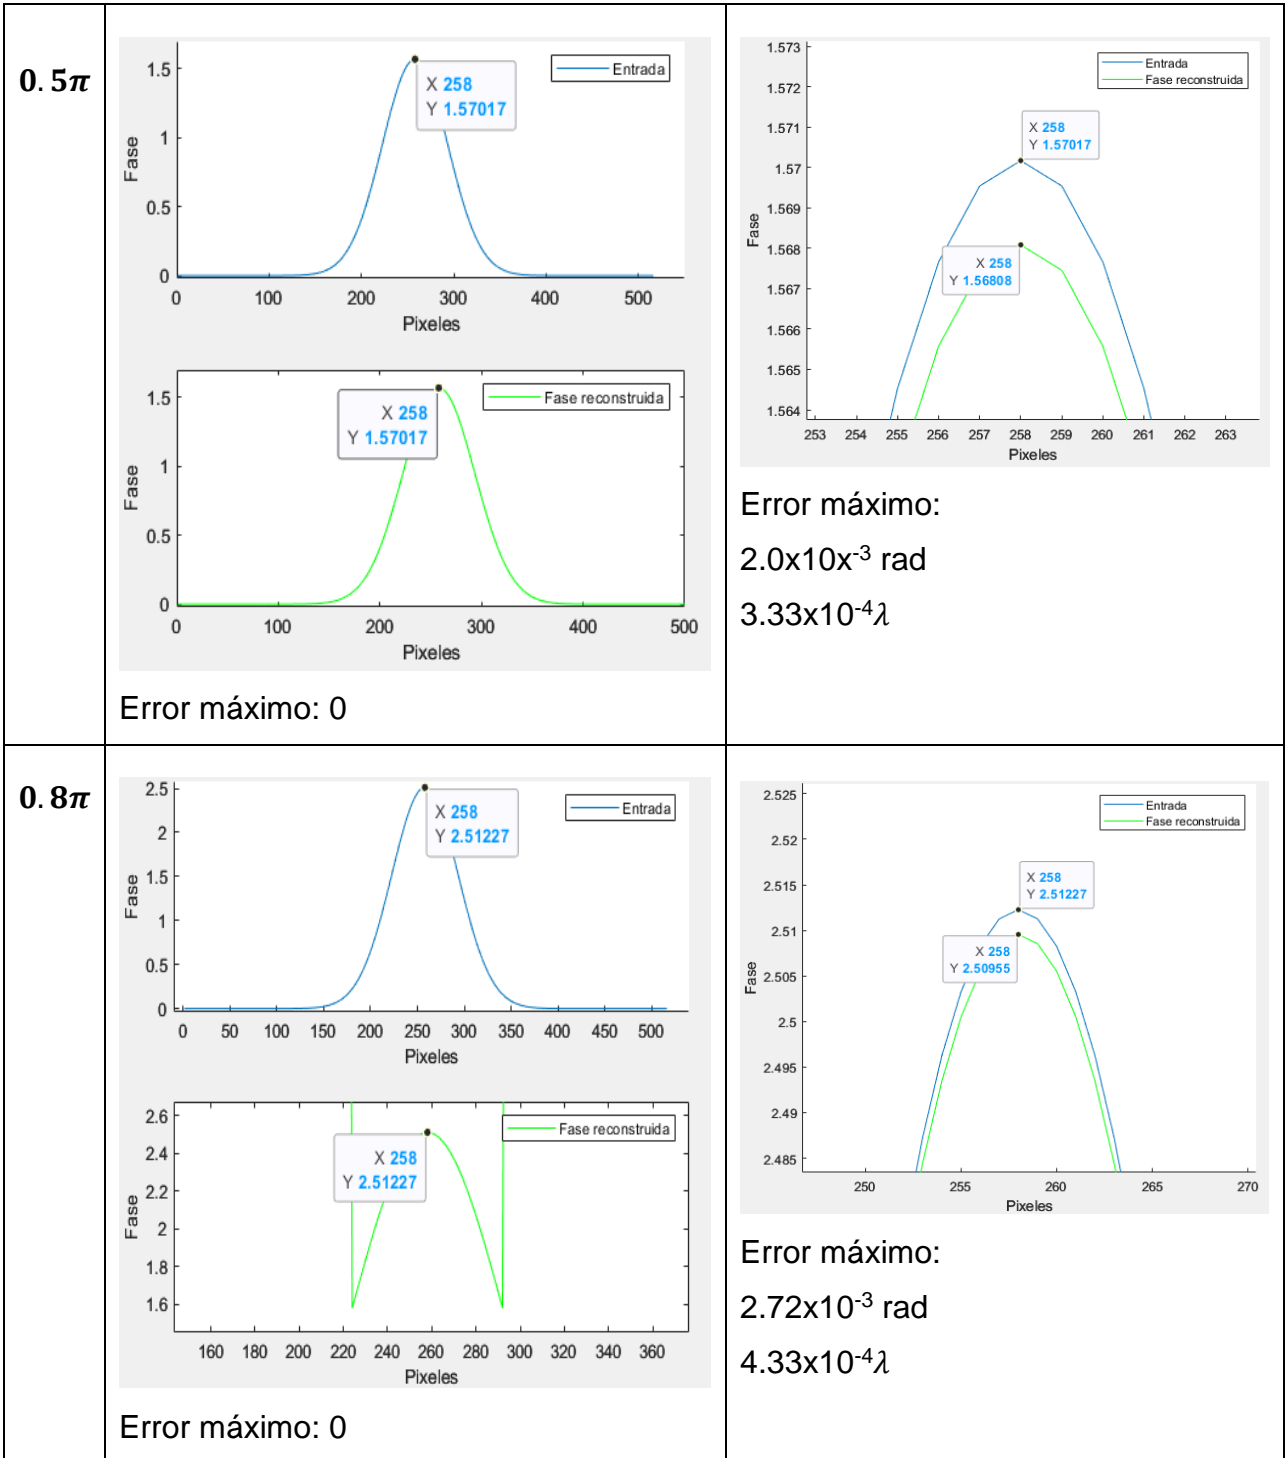 0.5π
1.5
1
0.5
0
Fase
Entrada
X 258
Y 1.57017
0 100 200 300 400 500
Pixeles
1.5
1
0.5
0
Fase
Fase reconstruida
X 258
Y 1.57017
0 100 200 300 400 500
Pixeles
Error máximo: 0
1.573
1.572
1.571
1.57
1.569
1.568
1.567
1.566
1.565
1.564
Fase
Entrada
Fase reconstruida
X 258
Y 1.57017
X 258
Y 1.56808
253 254 255 256 257 258 259 260 261 262 263
Pixeles
Error máximo:
2.0x10x-3 rad
3.33x10-4λ
0.8π
2.5
2
1.5
1
0.5
0
Fase
Entrada
X 258
Y 2.51227
0 50 100 150 200 250 300 350 400 450 500
Pixeles
2.6
2.4
2.2
2
1.8
1.6
Fase
Fase reconstruida
X 258
Y 2.51227
160 180 200 220 240 260 280 300 320 340 360
Pixeles
Error máximo: 0
2.525
2.52
2.515
2.51
2.505
2.5
2.495
2.49
2.485
Fase
Entrada
Fase reconstruida
X 258
Y 2.51227
X 258
Y 2.50955
250 255 260 265 270
Pixeles
Error máximo:
2.72x10-3 rad
4.33x10-4λ